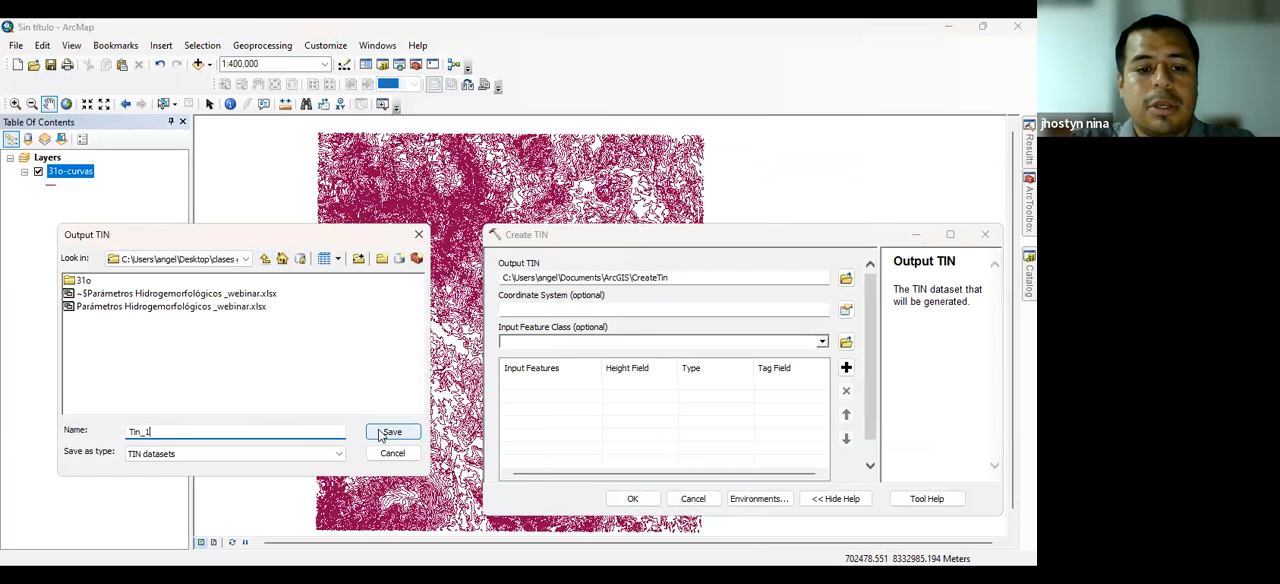 Sin título - ArcMap
File Edit View Bookmarks Insert Selection Geoprocessing Customize Windows Help
1:400.000
Table Of Contents
Layers
31o-curvas
Output TIN
Look in: C:\Users\angel\Desktop\clases
31o
~$Parámetros Hidrogemorfológicos _webinar.xlsx
Parámetros Hidrogemorfológicos _webinar.xlsx
Name: Tin_1 Save
Save as type: TIN datasets Cancel
Create TIN
Output TIN
C:\Users\angel\Documents\ArcGIS\CreateTin
Coordinate System (optional)
Input Feature Class (optional)
Input Features Height Field Type Tag Field
OK Cancel Environments... << Hide Help Tool Help
Output TIN
The TIN dataset that
will be generated.
Results
ArcToolbox
Catalog
702478.551 8332985.194 Meters
jhostyn nina